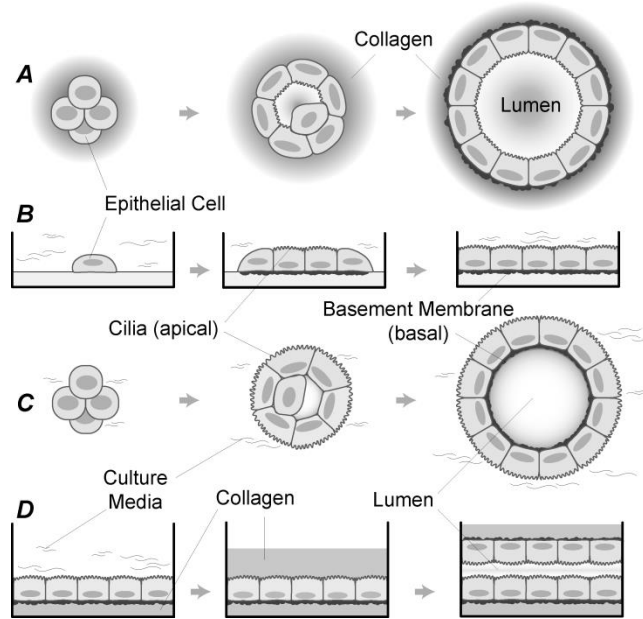 A
Collagen
Lumen
Epithelial Cell
B
Cilia (apical)
Basement Membrane
(basal)
C
Culture
Media
Collagen
Lumen
D